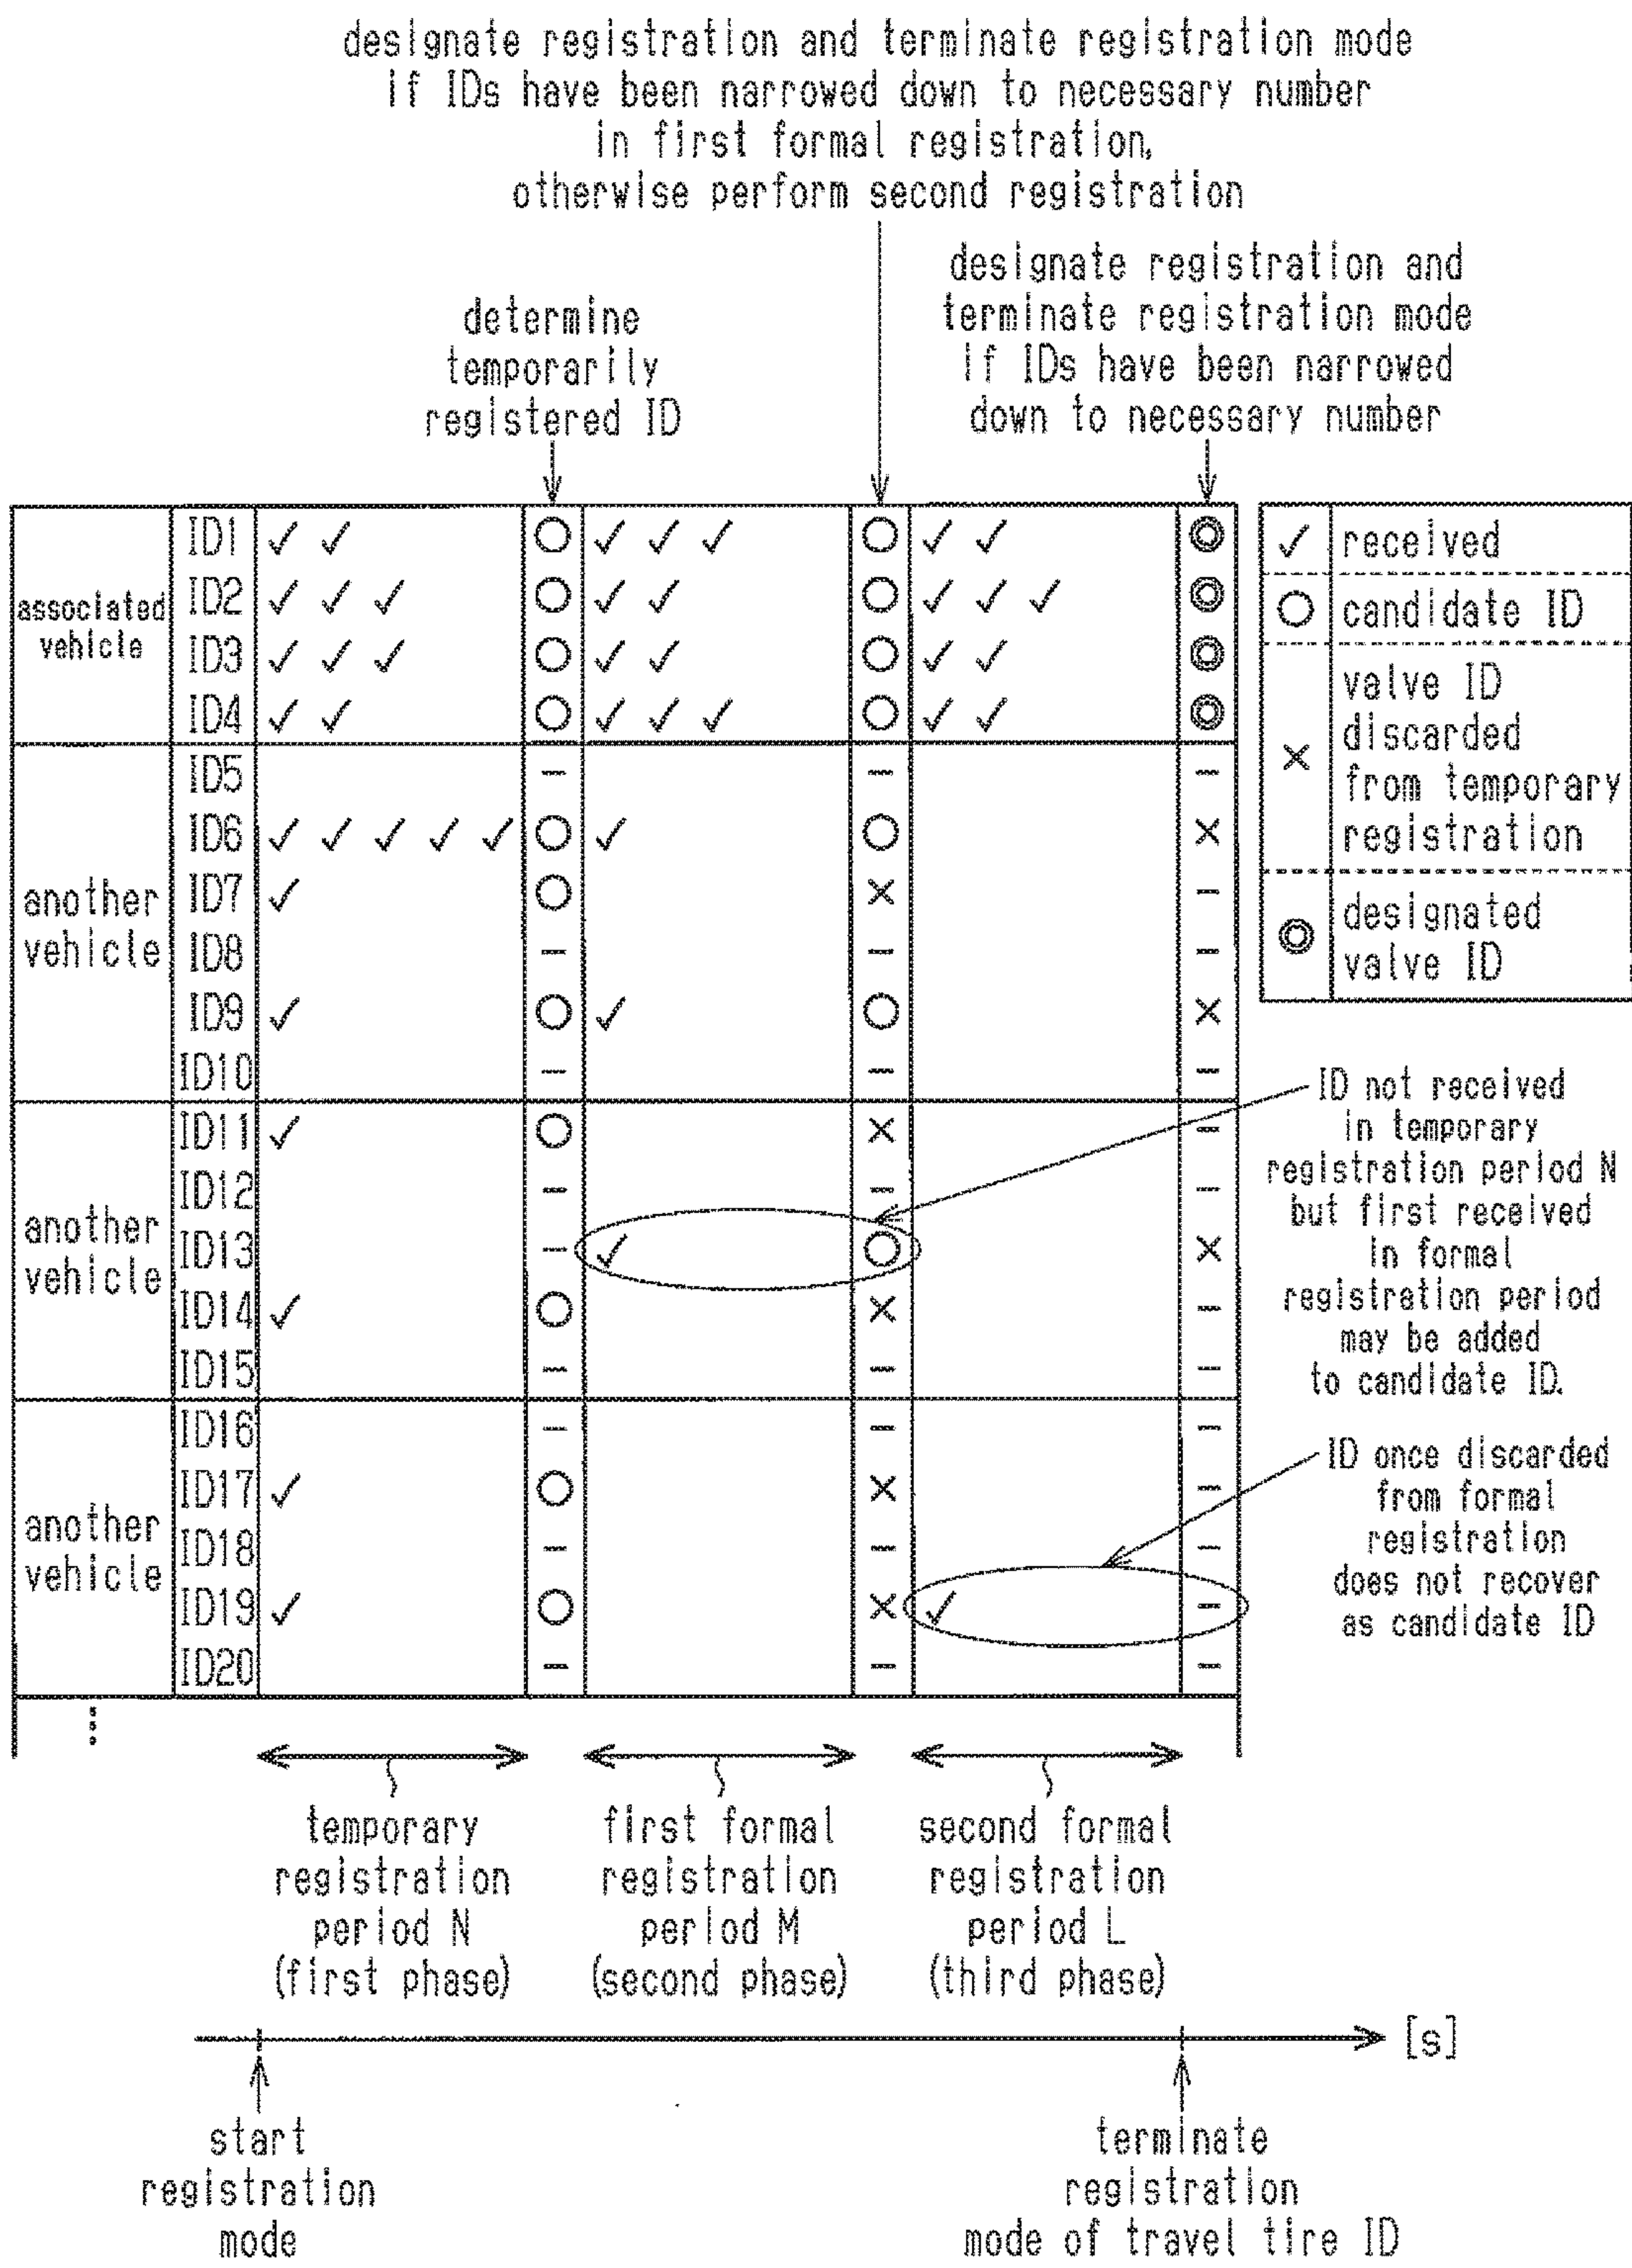 designate registration and terminate registration mode
if IDs have been narrowed down to necessary number
in first formal registration,
otherwise perform second registration
designate registration and
terminate registration mode
if IDs have been narrowed
down to necessary number
determine
temporarily
registered ID
associated
vehicle
ID1 ✓ ✓ ○ ✓ ✓ ✓ ○ ✓ ✓ ◎
ID2 ✓ ✓ ✓ ○ ✓ ✓ ○ ✓ ✓ ✓ ◎
ID3 ✓ ✓ ✓ ○ ✓ ✓ ○ ✓ ✓ ◎
ID4 ✓ ✓ ○ ✓ ✓ ✓ ○ ✓ ✓ ◎
another
vehicle
ID5 – – –
ID6 ✓ ✓ ✓ ✓ ✓ ○ ✓ ○ ×
ID7 ✓ ○ × –
ID8 – – –
ID9 ✓ ○ ✓ ○ ×
ID10 – – –
another
vehicle
ID11 ✓ ○ × –
ID12 – – –
ID13 – ✓ ○ ×
ID14 ✓ ○ × –
ID15 – – –
another
vehicle
ID16 – – –
ID17 ✓ ○ × –
ID18 – – –
ID19 ✓ ○ × ✓ –
ID20 – – –
✓ received
○ candidate ID
× valve ID
discarded
from temporary
registration
◎ designated
valve ID
ID not received
in temporary
registration period N
but first received
in formal
registration period
may be added
to candidate ID.
ID once discarded
from formal
registration
does not recover
as candidate ID
temporary
registration
period N
(first phase)
first formal
registration
period M
(second phase)
second formal
registration
period L
(third phase)
[s]
start
registration
mode
terminate
registration
mode of travel tire ID